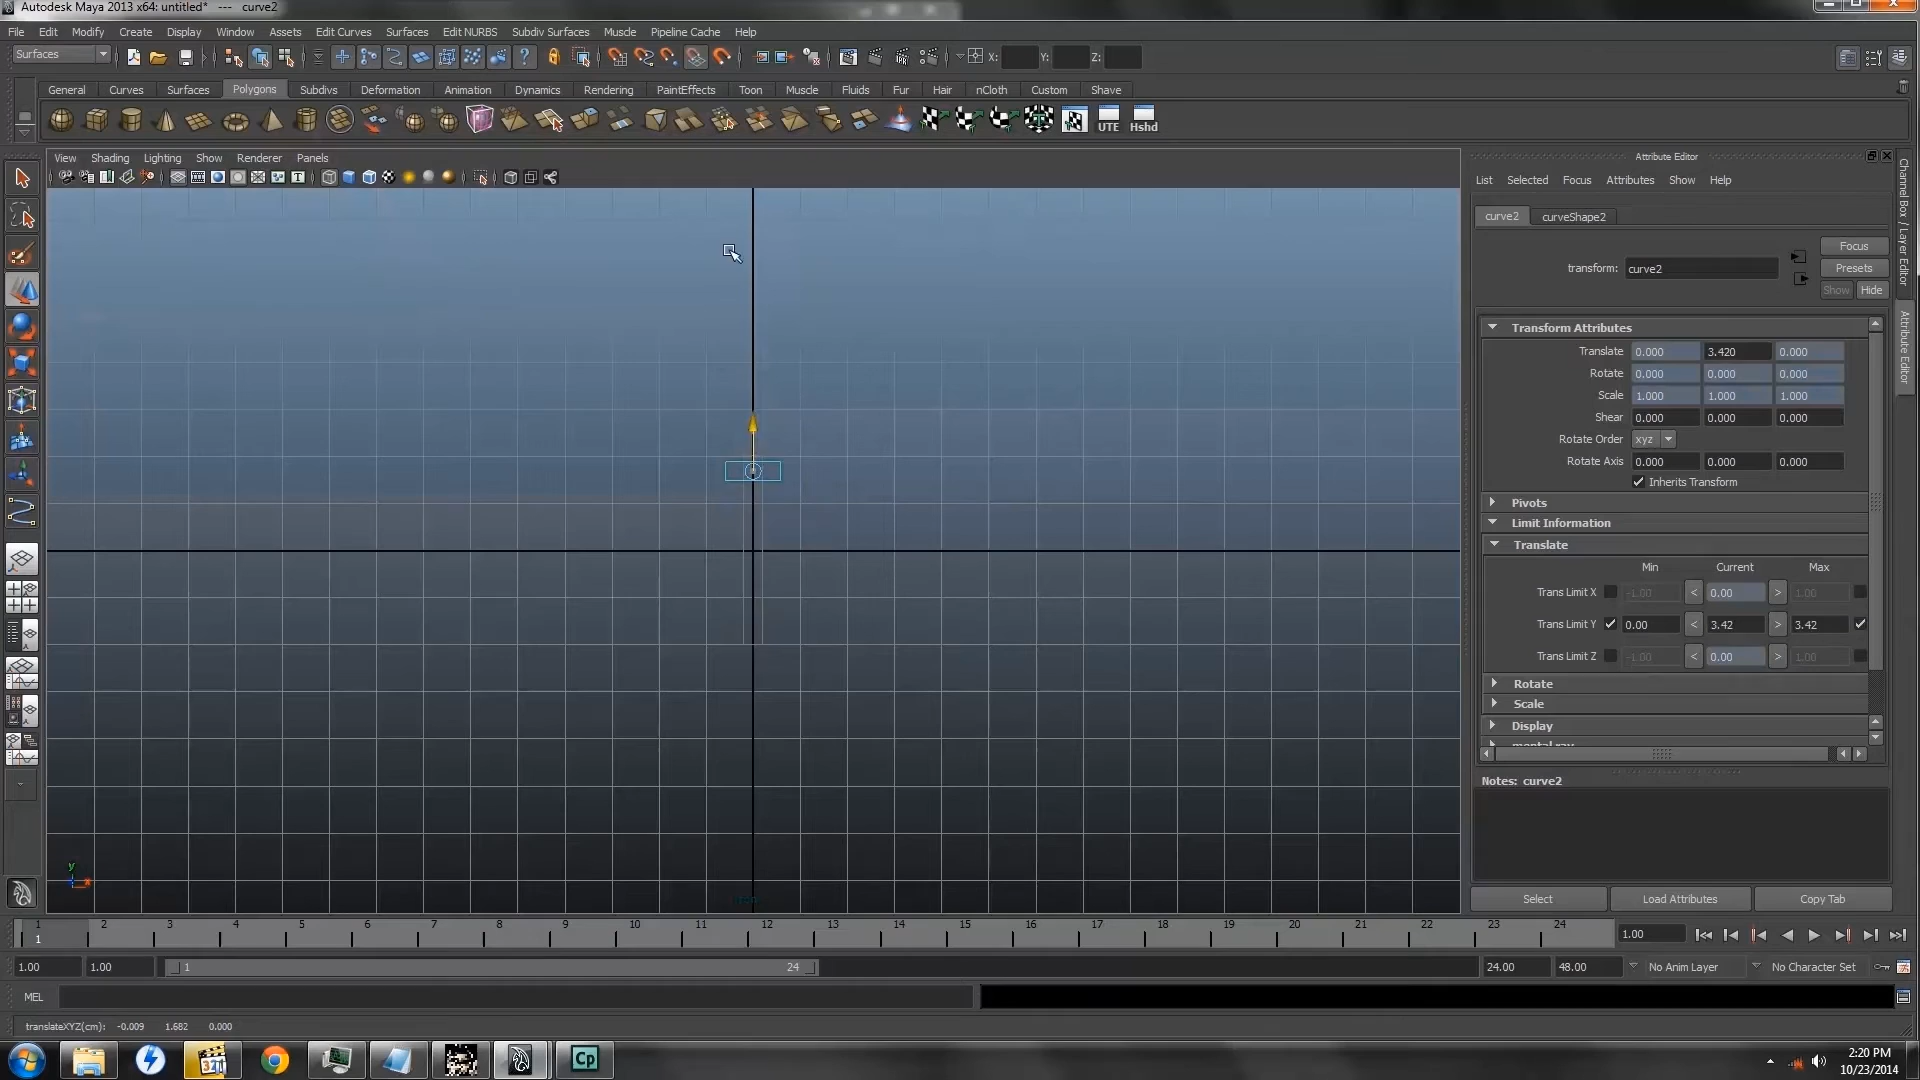 Autodesk Maya 2013 x64: untitled* --- curve2
File Edit Modify Create Display Window Assets Edit Curves Surfaces Edit NURBS Subdiv Surfaces Muscle Pipeline Cache Help
Surfaces X: Y: Z:
General Curves Surfaces Polygons Subdivs Deformation Animation Dynamics Rendering PaintEffects Toon Muscle Fluids Fur Hair nCloth Custom Shave
UTE Hshd
View Shading Lighting Show Renderer Panels
Attribute Editor
List Selected Focus Attributes Show Help
curve2 curveShape2
Focus
transform: curve2
Presets
Show Hide
Transform Attributes
Translate 0.000 3.420 0.000
Rotate 0.000 0.000 0.000
Scale 1.000 1.000 1.000
Shear 0.000 0.000 0.000
Rotate Order xyz
Rotate Axis 0.000 0.000 0.000
Inherits Transform
Pivots
Limit Information
Translate
Min Current Max
Trans Limit X -1.00 < 0.00 > 1.00
Trans Limit Y 0.00 < 3.42 > 3.42
Trans Limit Z -1.00 < 0.00 > 1.00
Rotate
Scale
Display
mental ray
Notes: curve2
Select Load Attributes Copy Tab
Channel Box / Layer Editor
Attribute Editor
y
x
1 2 3 4 5 6 7 8 9 10 11 12 13 14 15 16 17 18 19 20 21 22 23 24
1 1.00
1.00 1.00 1 24 24.00 48.00 No Anim Layer No Character Set
MEL
translateXYZ(cm): -0.009 1.682 0.000
321
Cp
2:20 PM
10/23/2014